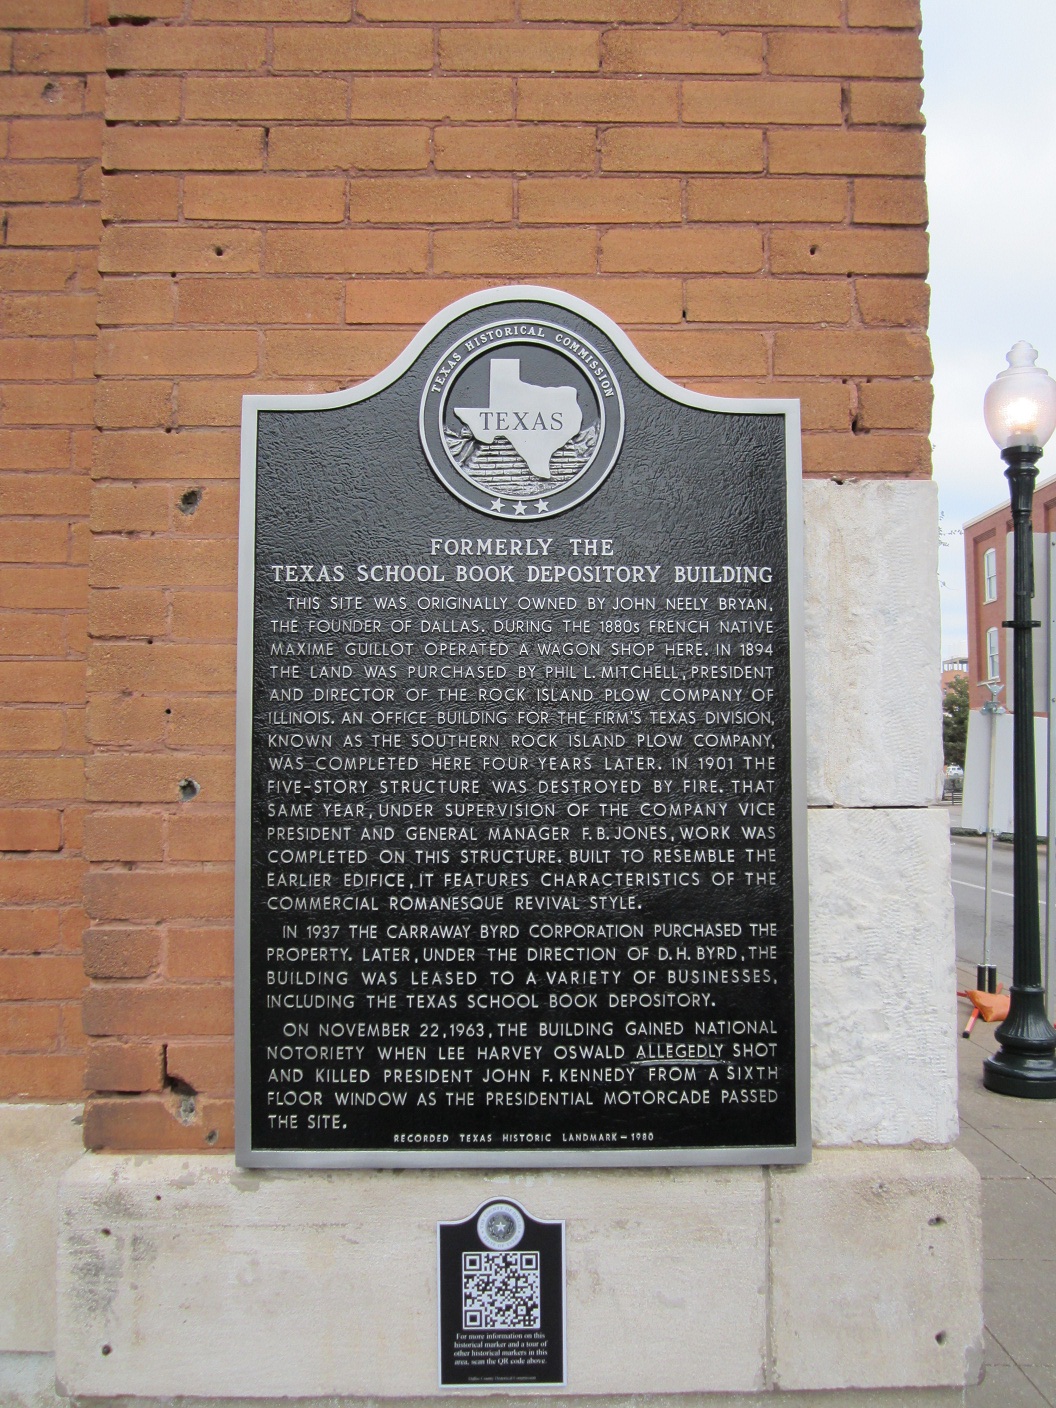 TEXAS HISTORICAL COMMISSION
TEXAS
FORMERLY THE
TEXAS SCHOOL BOOK DEPOSITORY BUILDING
THIS SITE WAS ORIGINALLY OWNED BY JOHN NEELY BRYAN,
THE FOUNDER OF DALLAS. DURING THE 1880s FRENCH NATIVE
MAXIME GUILLOT OPERATED A WAGON SHOP HERE. IN 1894
THE LAND WAS PURCHASED BY PHIL L. MITCHELL, PRESIDENT
AND DIRECTOR OF THE ROCK ISLAND PLOW COMPANY OF
ILLINOIS. AN OFFICE BUILDING FOR THE FIRM'S TEXAS DIVISION,
KNOWN AS THE SOUTHERN ROCK ISLAND PLOW COMPANY,
WAS COMPLETED HERE FOUR YEARS LATER. IN 1901 THE
FIVE-STORY STRUCTURE WAS DESTROYED BY FIRE. THAT
SAME YEAR, UNDER SUPERVISION OF THE COMPANY VICE
PRESIDENT AND GENERAL MANAGER F.B. JONES, WORK WAS
COMPLETED ON THIS STRUCTURE. BUILT TO RESEMBLE THE
EARLIER EDIFICE, IT FEATURES CHARACTERISTICS OF THE
COMMERCIAL ROMANESQUE REVIVAL STYLE.
IN 1937 THE CARRAWAY BYRD CORPORATION PURCHASED THE
PROPERTY. LATER, UNDER THE DIRECTION OF D.H. BYRD, THE
BUILDING WAS LEASED TO A VARIETY OF BUSINESSES,
INCLUDING THE TEXAS SCHOOL BOOK DEPOSITORY.
ON NOVEMBER 22, 1963, THE BUILDING GAINED NATIONAL
NOTORIETY WHEN LEE HARVEY OSWALD ALLEGEDLY SHOT
AND KILLED PRESIDENT JOHN F. KENNEDY FROM A SIXTH
FLOOR WINDOW AS THE PRESIDENTIAL MOTORCADE PASSED
THE SITE.
RECORDED TEXAS HISTORIC LANDMARK - 1980
For more information on this
historical marker and a tour of
other historical markers in this
area, scan the QR code above.